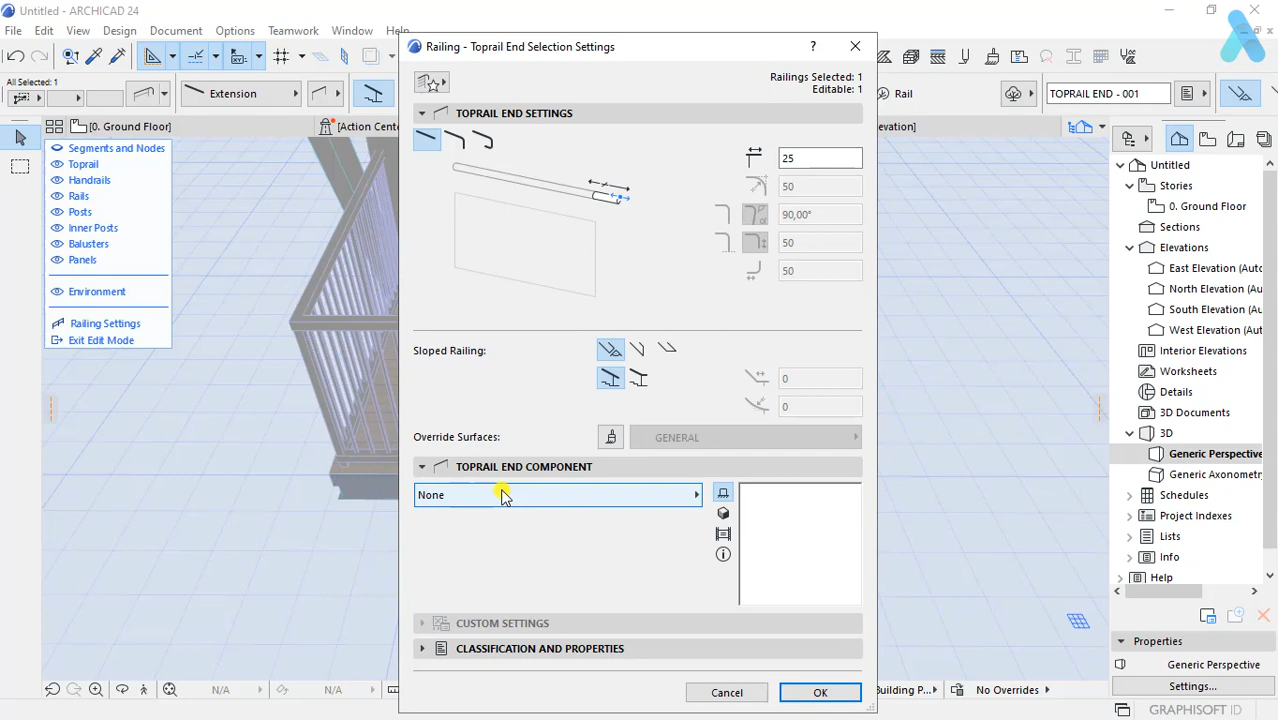 Untitled - ARCHICAD 24
File Edit View Design Document Options Teamwork Window Help
All Selected: 1
Extension
Rail
TOPRAIL END - 001
[0. Ground Floor]
[Action Cente
levation]
Segments and Nodes
Toprail
Handrails
Rails
Posts
Inner Posts
Balusters
Panels
Environment
Railing Settings
Exit Edit Mode
Railing - Toprail End Selection Settings
?
Railings Selected: 1
Editable: 1
TOPRAIL END SETTINGS
25
50
90,00°
50
50
Sloped Railing:
0
0
Override Surfaces:
GENERAL
TOPRAIL END COMPONENT
None
CUSTOM SETTINGS
CLASSIFICATION AND PROPERTIES
Cancel
OK
Untitled
Stories
0. Ground Floor
Sections
Elevations
East Elevation (Auto
North Elevation (Au
South Elevation (Au
West Elevation (Aut
Interior Elevations
Worksheets
Details
3D Documents
3D
Generic Perspective
Generic Axonometry
Schedules
Project Indexes
Lists
Info
Help
Properties
Generic Perspective
Settings...
N/A
N/A
Building P...
No Overrides
GRAPHISOFT ID